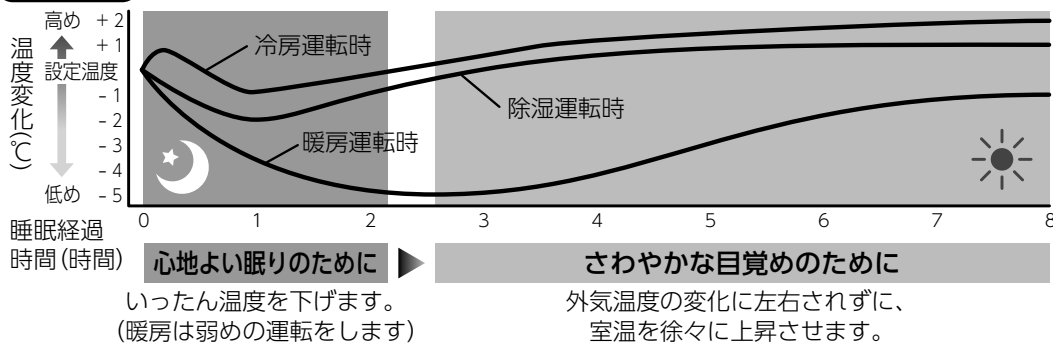 高め +2
+1
設定温度
-1
-2
-3
-4
低め -5
温度変化(℃)
冷房運転時
除湿運転時
暖房運転時
0 1 2 3 4 5 6 7 8
睡眠経過
時間(時間)
心地よい眠りのために
いったん温度を下げます。
(暖房は弱めの運転をします)
さわやかな目覚めのために
外気温度の変化に左右されずに、
室温を徐々に上昇させます。